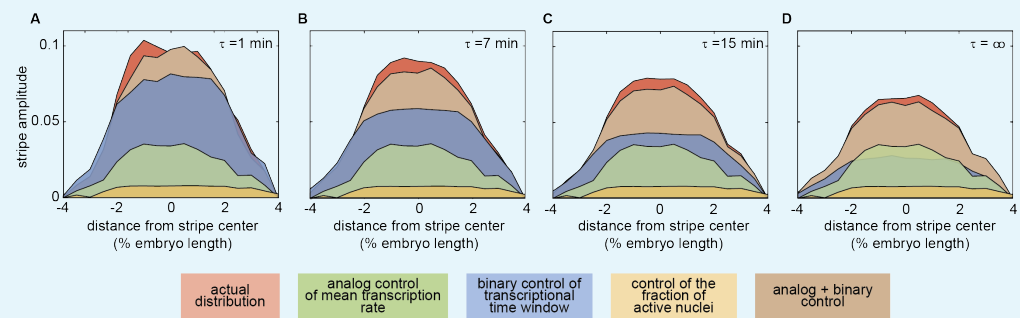 A
B
C
D
τ =1 min
τ =7 min
τ =15 min
τ = ∞
stripe amplitude
0.1
0.05
0
-4 -2 0 2 4
-4 -2 0 2 4
-4 -2 0 2 4
-4 -2 0 2 4
distance from stripe center
(% embryo length)
distance from stripe center
(% embryo length)
distance from stripe center
(% embryo length)
distance from stripe center
(% embryo length)
actual
distribution
analog control
of mean transcription
rate
binary control of
transcriptional
time window
control of the
fraction of
active nuclei
analog + binary
control